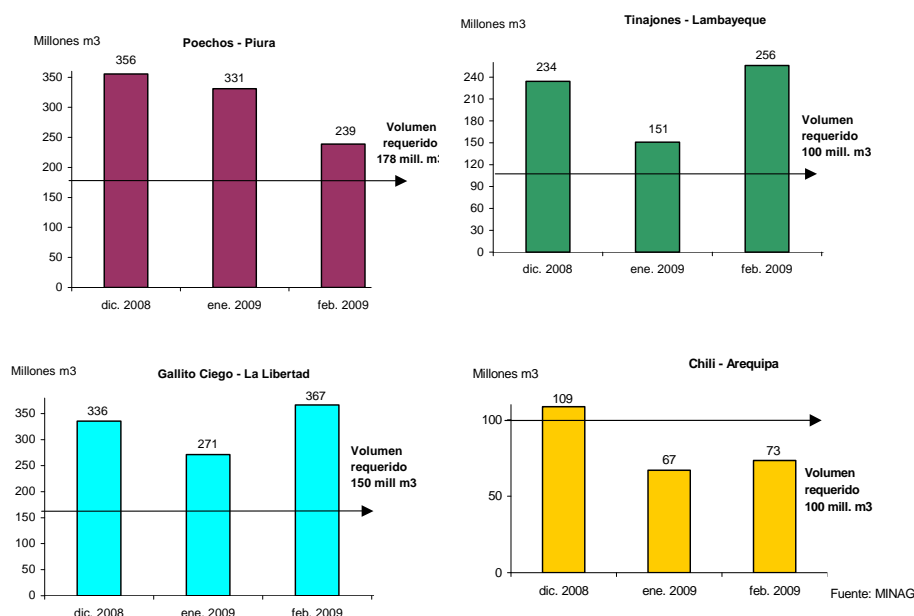 Millones m3
Poechos - Piura
356
331
239
350
300
250
200
150
100
50
0
Volumen
requerido
178 mill. m3
dic. 2008
ene. 2009
feb. 2009
Millones m3
Tinajones - Lambayeque
234
151
256
240
210
180
150
120
90
60
30
0
Volumen
requerido
100 mill. m3
dic. 2008
ene. 2009
feb. 2009
Millones m3
Gallito Ciego - La Libertad
336
271
367
350
300
250
200
150
100
50
0
Volumen
requerido
150 mill m3
dic. 2008
ene. 2009
feb. 2009
Millones m3
Chili - Arequipa
109
67
73
100
50
0
Volumen
requerido
100 mill. m3
dic. 2008
ene. 2009
feb. 2009
Fuente: MINAG